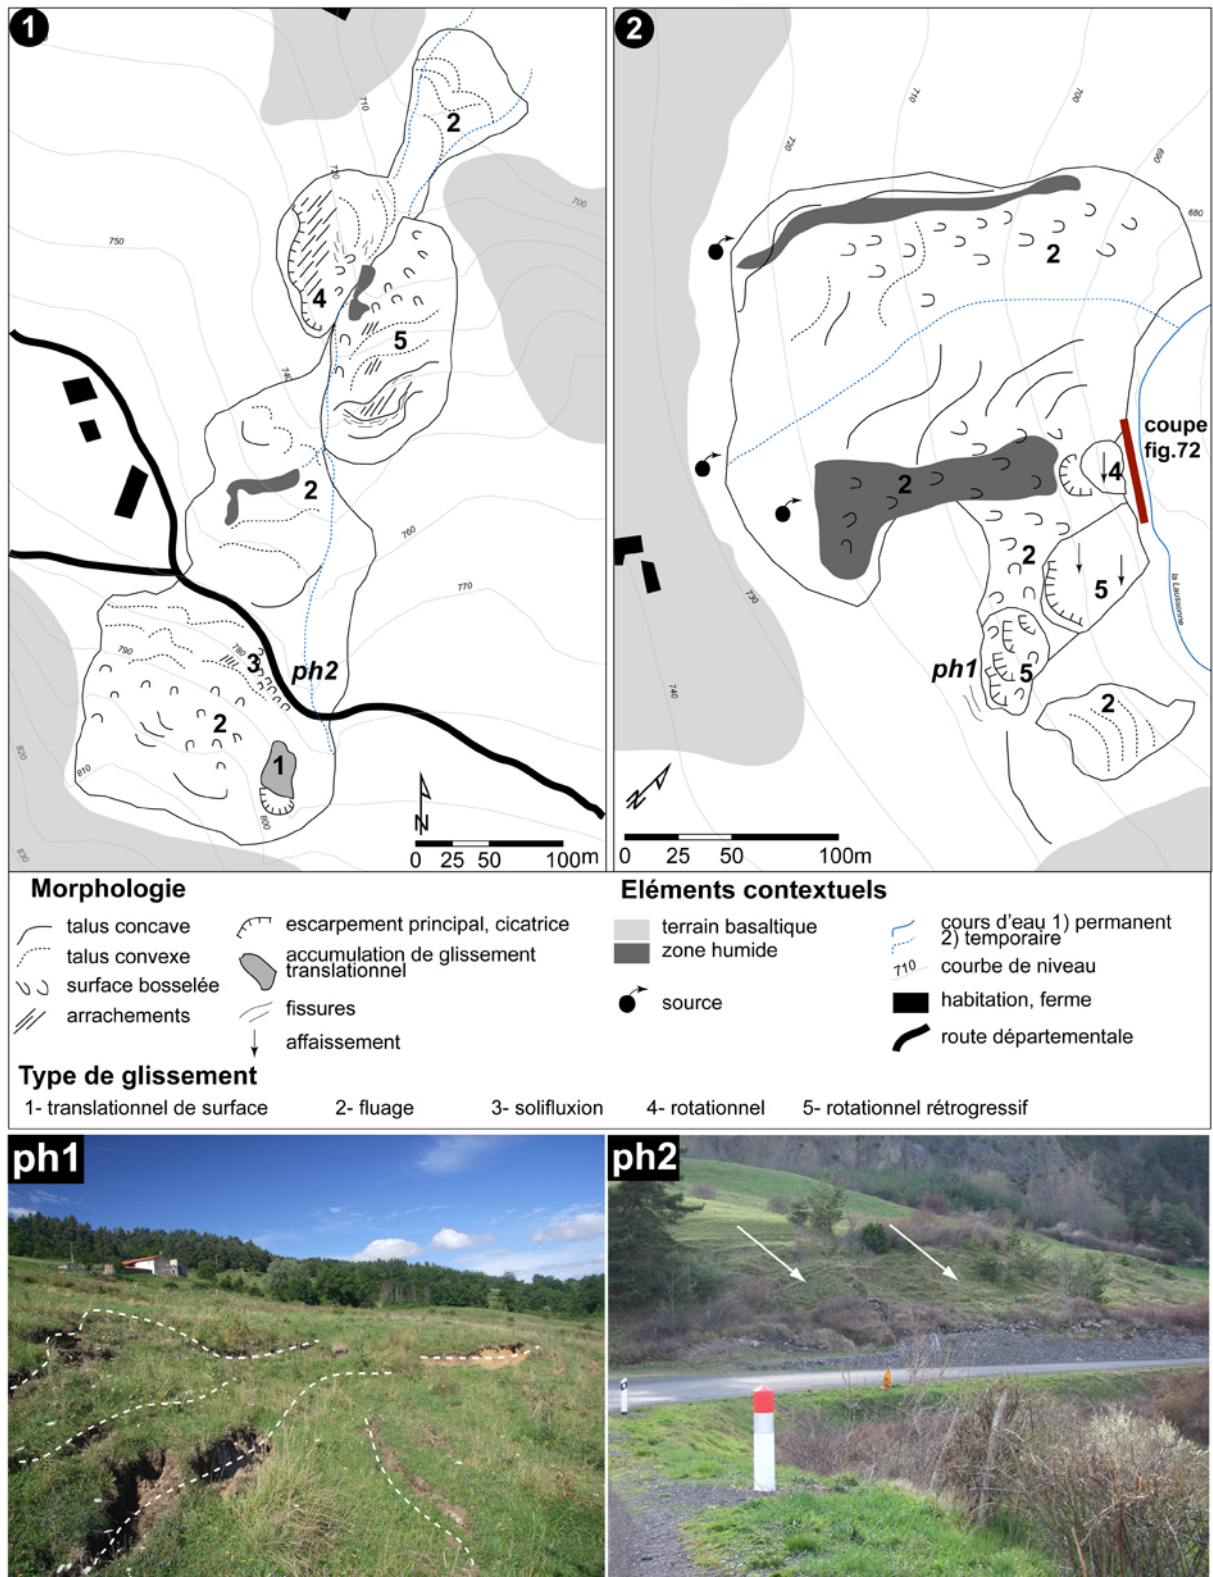 1
2
710
2
720
700
750
4
5
740
2
760
770
790
780
3
ph2
2
1
820
810
800
830
N
0 25 50 100m
2
710
700
690
720
680
2
coupe
fig.72
4
2
2
5
730
la Laussonne
ph1
5
2
740
N
0 25 50 100m
Morphologie
talus concave
talus convexe
surface bosselée
arrachements
escarpement principal, cicatrice
accumulation de glissement
translationnel
fissures
affaissement
Eléments contextuels
terrain basaltique
zone humide
source
cours d'eau 1) permanent
2) temporaire
710 courbe de niveau
habitation, ferme
route départementale
Type de glissement
1- translationnel de surface 2- fluage 3- solifluxion 4- rotationnel 5- rotationnel rétrogressif
ph1
ph2